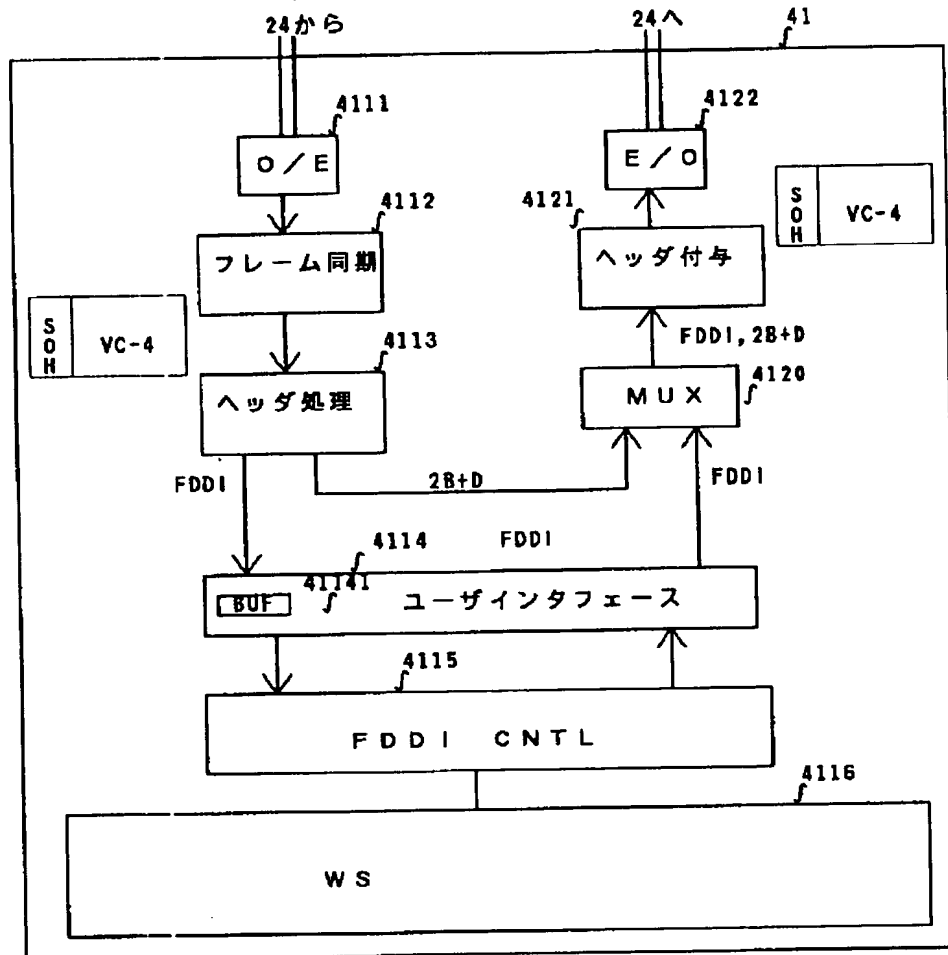 24から
24へ
41
4111
4122
O/E
E/O
4112
4121
フレーム同期
ヘッダ付与
SOH
VC-4
SOH
VC-4
4113
FDDI, 2B+D
4120
ヘッダ処理
MUX
FDDI
2B+D
FDDI
4114
FDDI
41141
BUF
ユーザインタフェース
4115
FDDI CNTL
4116
WS